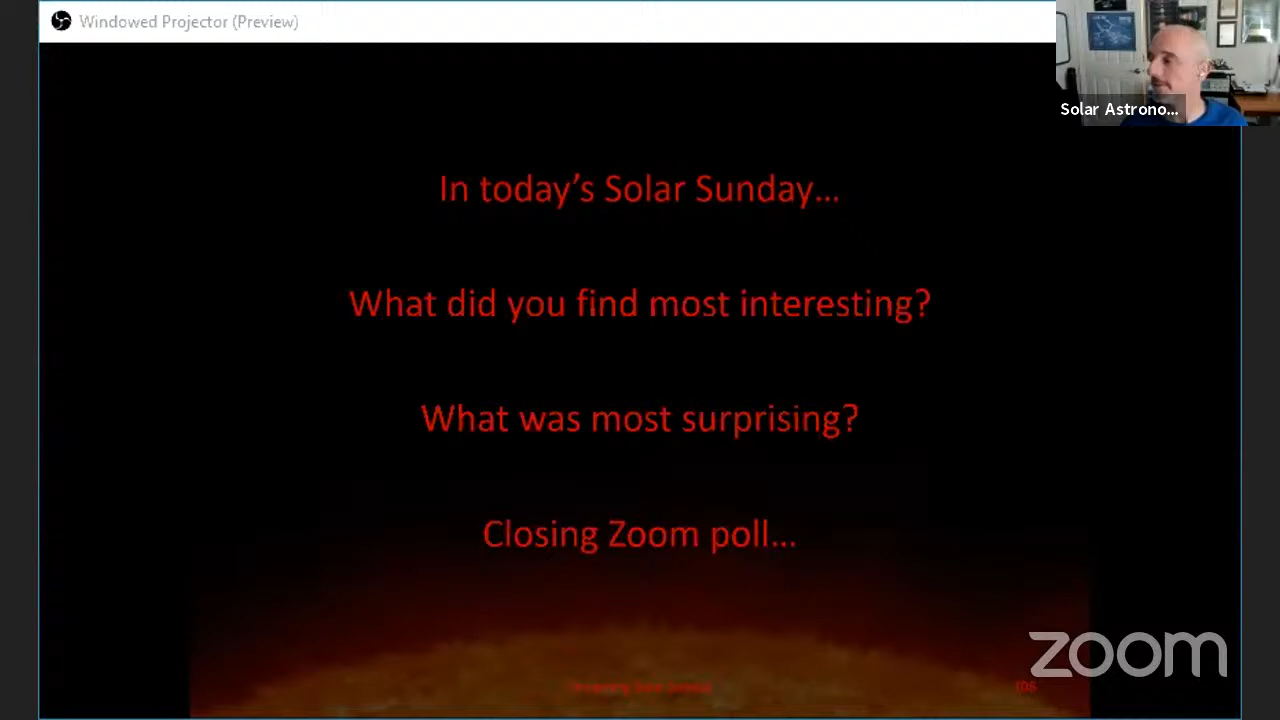 Windowed Projector (Preview)
Solar Astrono...
In today's Solar Sunday...
What did you find most interesting?
What was most surprising?
Closing Zoom poll...
zoom